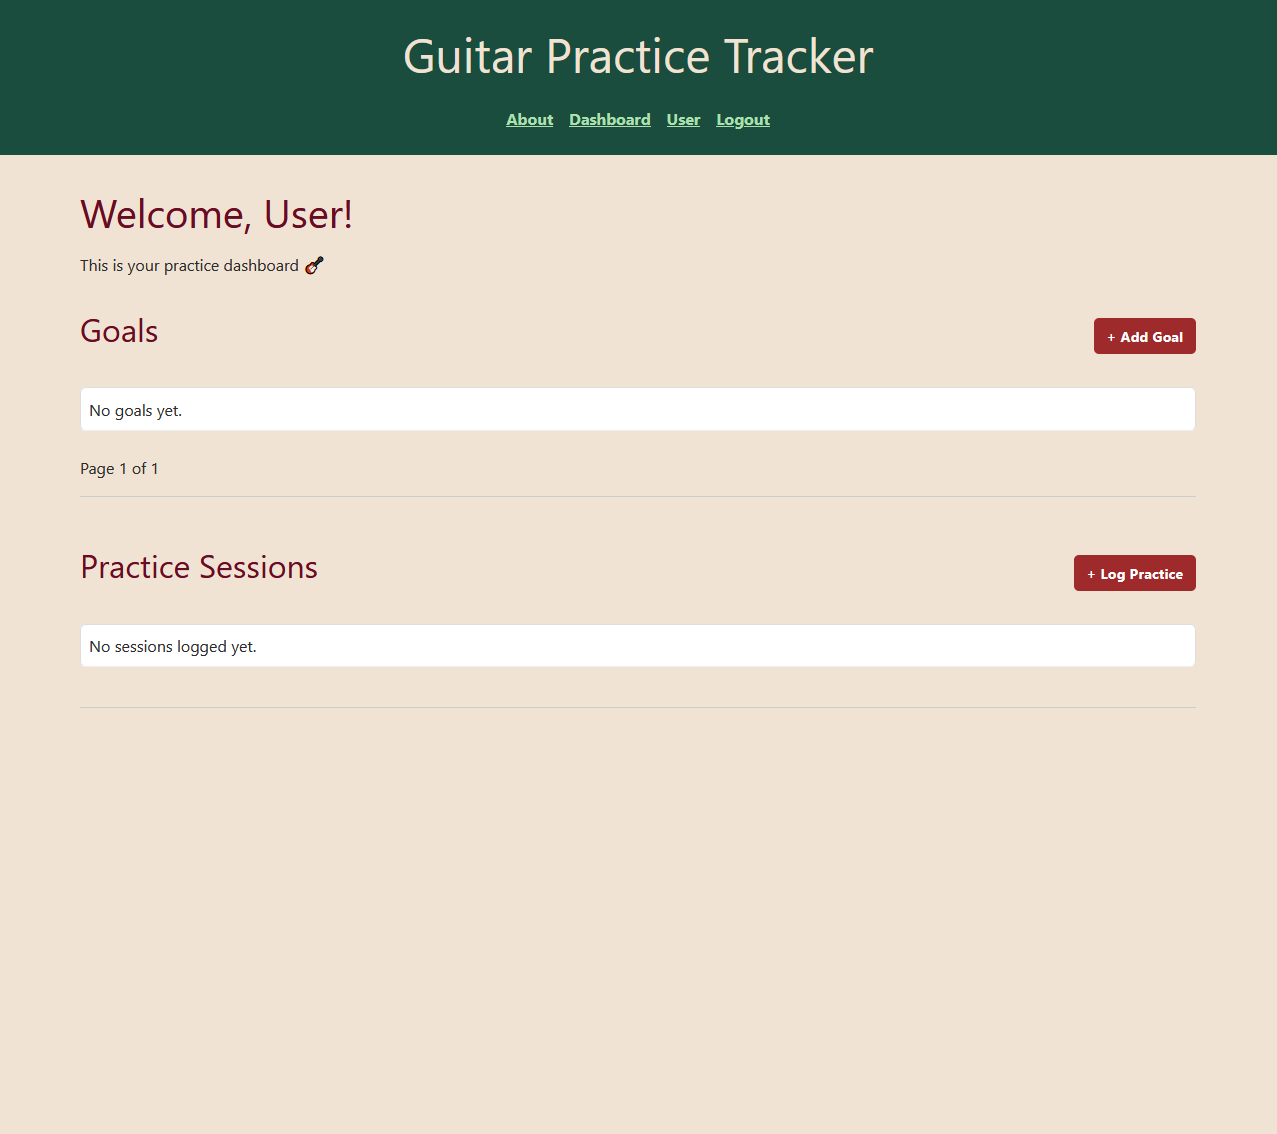 Guitar Practice Tracker
About Dashboard User Logout
Welcome, User!
This is your practice dashboard 🎸
Goals
+ Add Goal
No goals yet.
Page 1 of 1
Practice Sessions
+ Log Practice
No sessions logged yet.